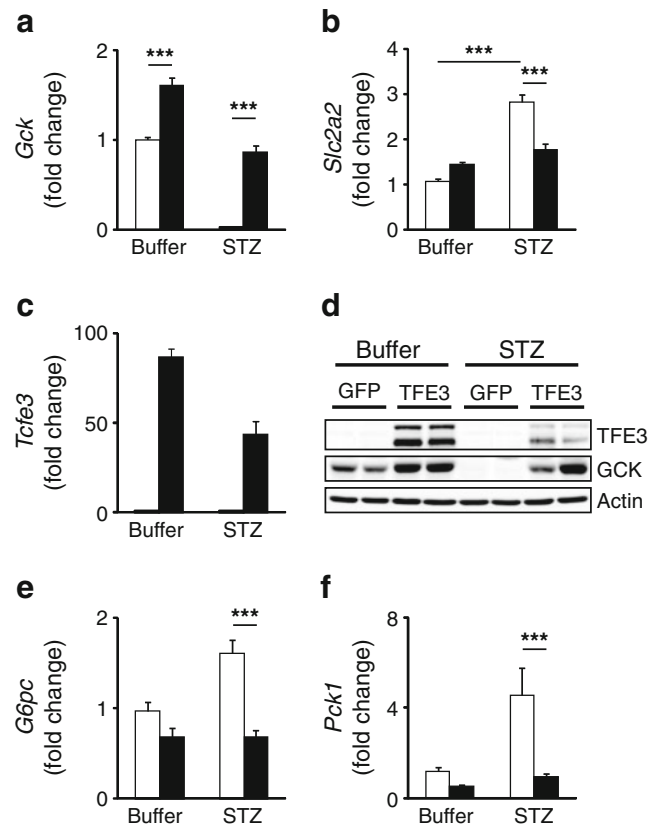 a
Gck
(fold change)
2
1
0
***
***
Buffer STZ
b
Slc2a2
(fold change)
4
3
2
1
0
***
***
Buffer STZ
c
Tcfe3
(fold change)
100
50
0
Buffer STZ
d
Buffer STZ
GFP TFE3 GFP TFE3
TFE3
GCK
Actin
e
G6pc
(fold change)
2
1
0
***
Buffer STZ
f
Pck1
(fold change)
8
4
0
***
Buffer STZ